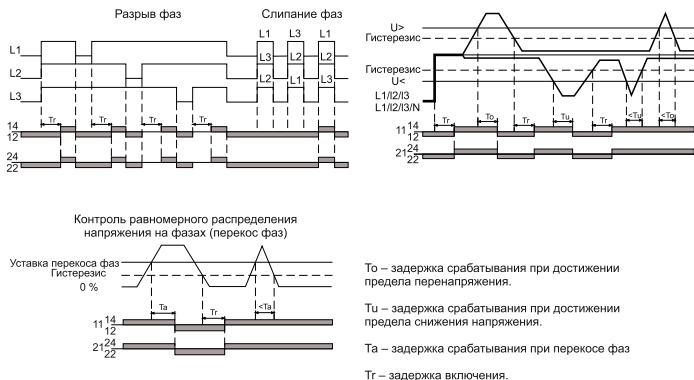 Разрыв фаз
Слипание фаз
L1 L3 L1
L1
L3 L2 L3
L2
L2 L1 L2
L3
Tr Tr Tr Tr
14
12
24
22
U>
Гистерезис
Гистерезис
U<
L1/l2/l3
L1/l2/l3/N
Tr To Tr Tu Tr <Tu <To
11 14
12
21 24
22
Контроль равномерного распределения
напряжения на фазах (перекос фаз)
Уставка перекоса фаз
Гистерезис
0 %
Ta Tr <Ta
11 14
12
21 24
22
To – задержка срабатывания при достижении
предела перенапряжения.
Tu – задержка срабатывания при достижении
предела снижения напряжения.
Ta – задержка срабатывания при перекосе фаз
Tr – задержка включения.